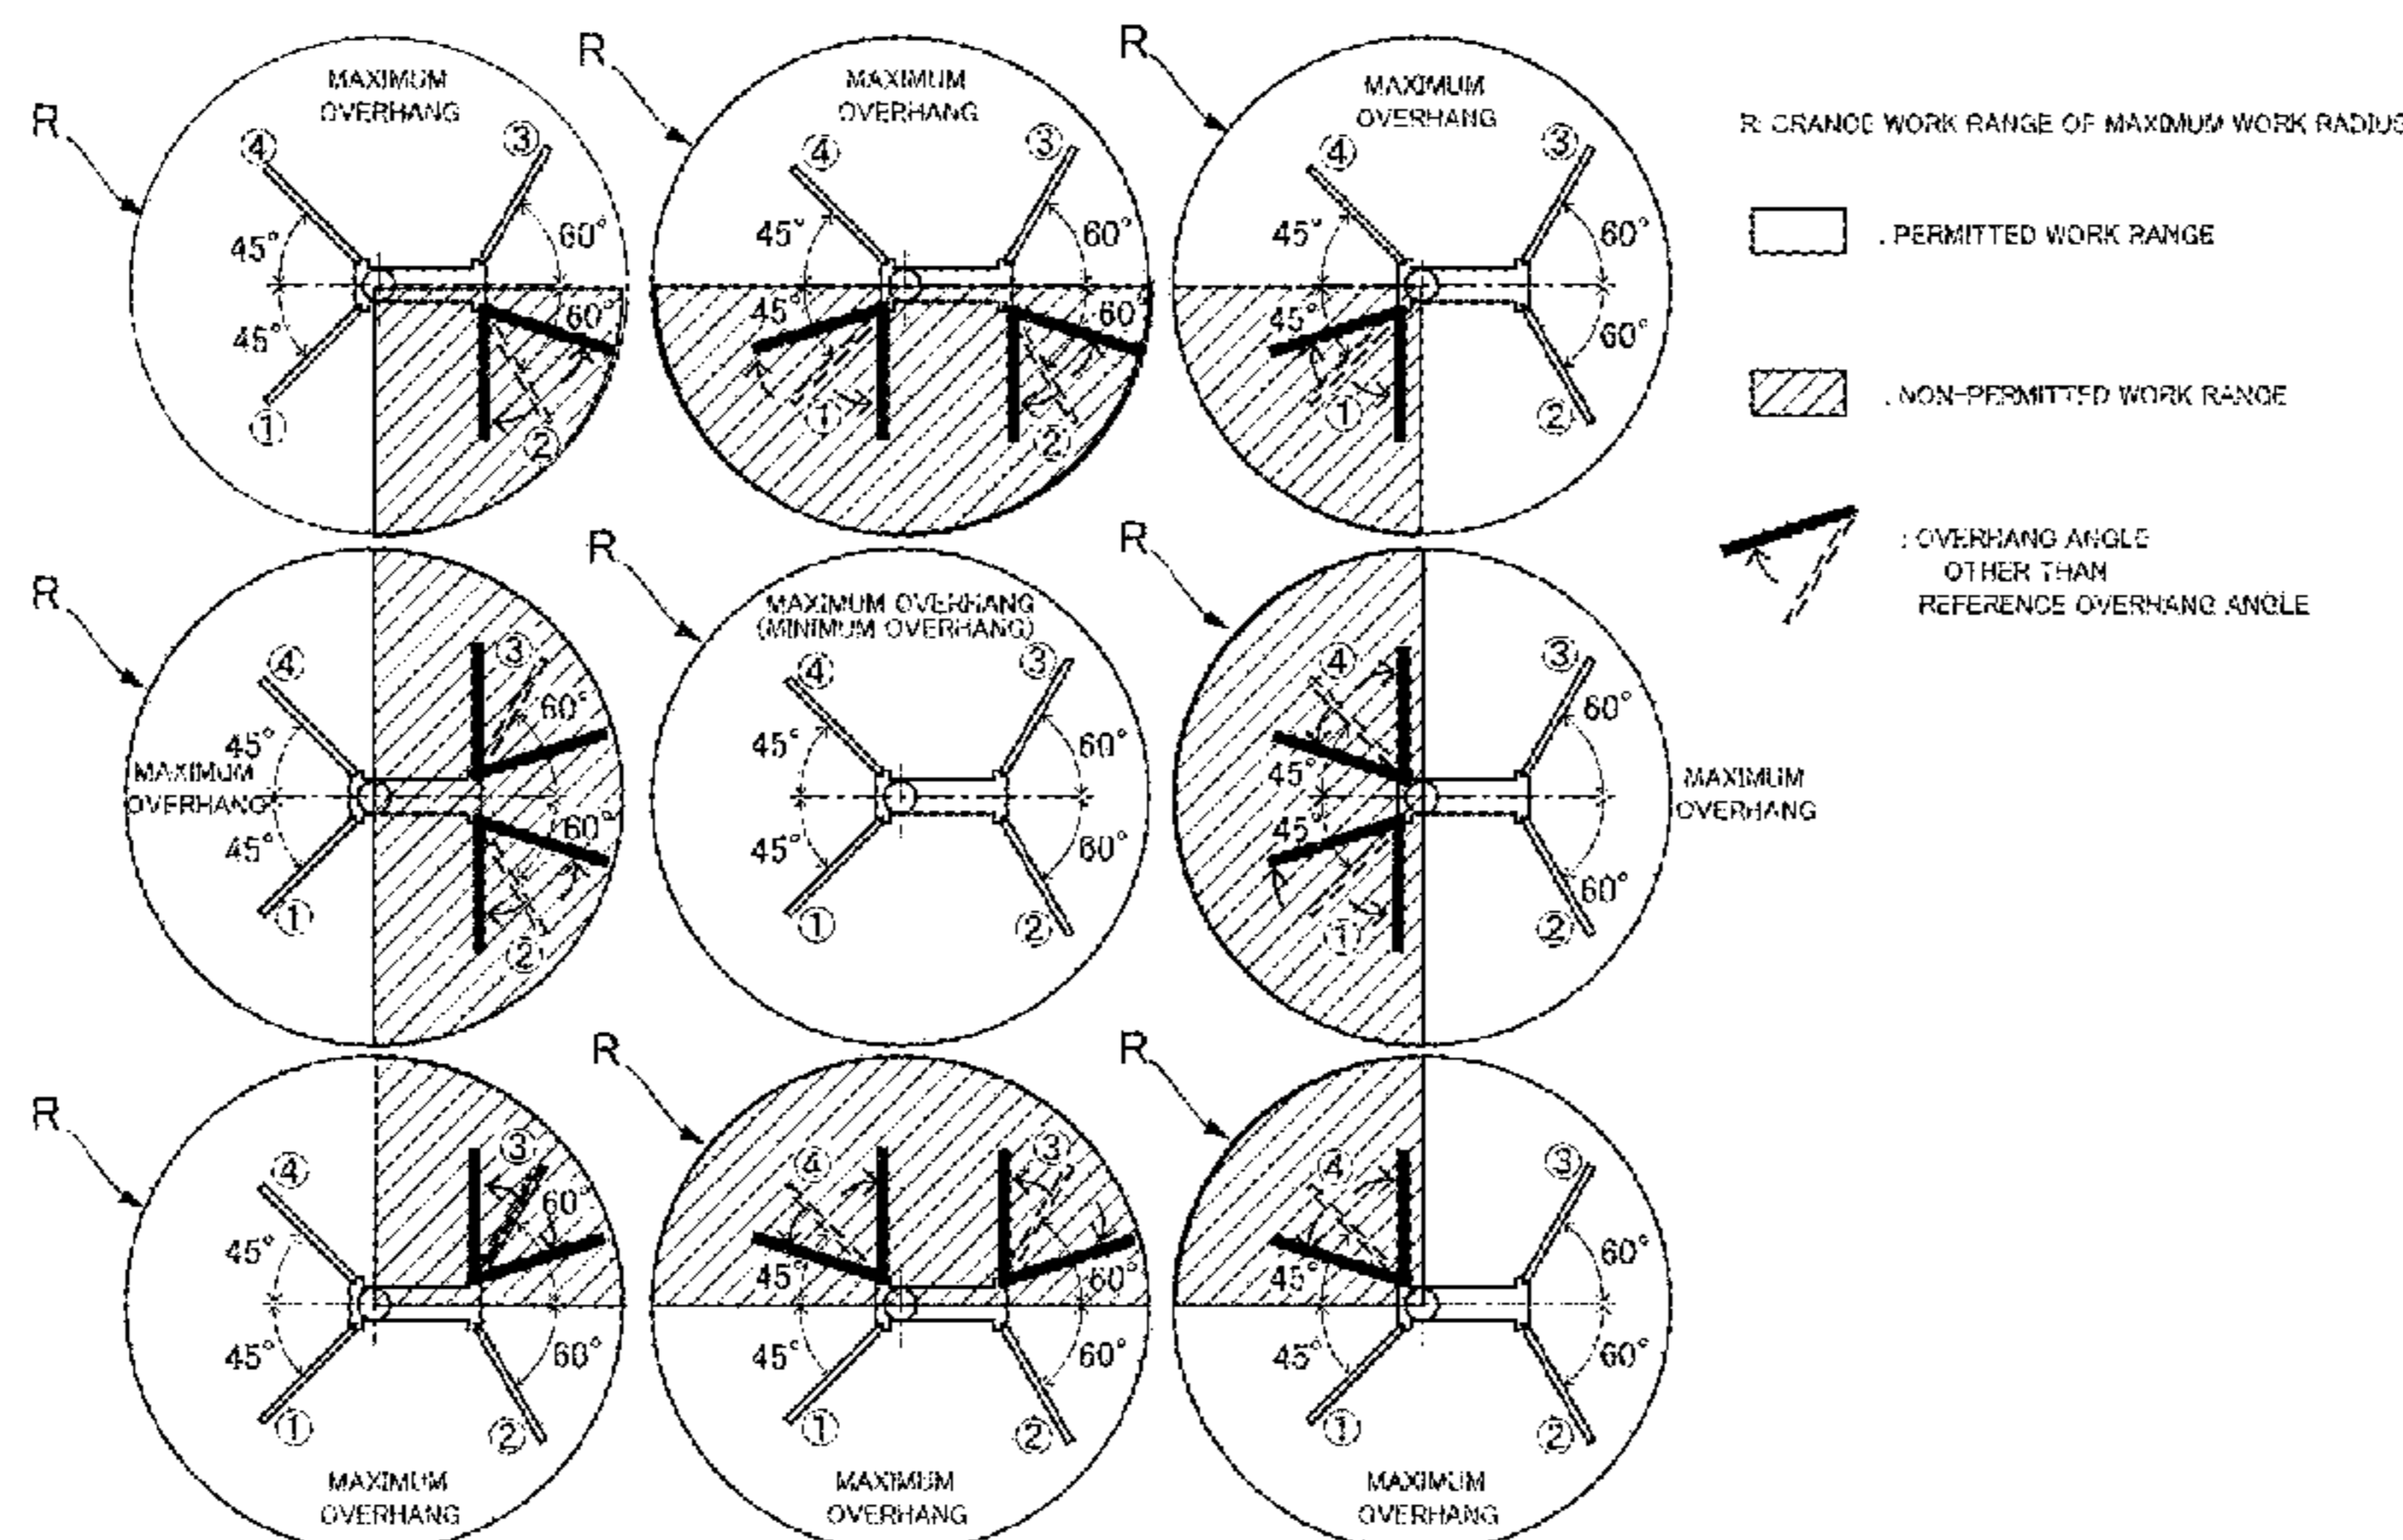 R
R
R
MAXIMUM
OVERHANG
④
③
45°
60°
45°
60°
①
②
MAXIMUM
OVERHANG
④
③
45°
60°
45°
60
①
②
MAXIMUM
OVERHANG
④
③
45°
60°
45°
60°
①
②
R: CRANCE WORK RANGE OF MAXIMUM WORK RADIUS
: PERMITTED WORK RANGE
: NON-PERMITTED WORK RANGE
: OVERHANG ANGLE
OTHER THAN
REFERENCE OVERHANG ANGLE
R
R
R
④
③
45°
60°
MAXIMUM
OVERHANG
45°
60°
①
②
MAXIMUM OVERHANG
(MINIMUM OVERHANG)
④
③
45°
60°
45°
60°
①
②
④
③
60°
45°
MAXIMUM
OVERHANG
45°
60°
①
②
R
R
R
④
③
45°
60°
45°
60°
①
②
MAXIMUM
OVERHANG
④
③
45°
60°
45°
60°
①
②
MAXIMUM
OVERHANG
④
③
45°
60°
45°
60°
①
②
MAXIMUM
OVERHANG